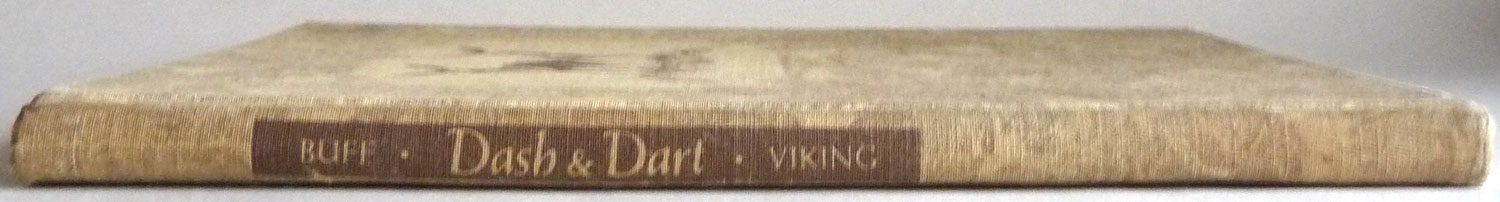 BUFF · Dash & Dart · VIKING